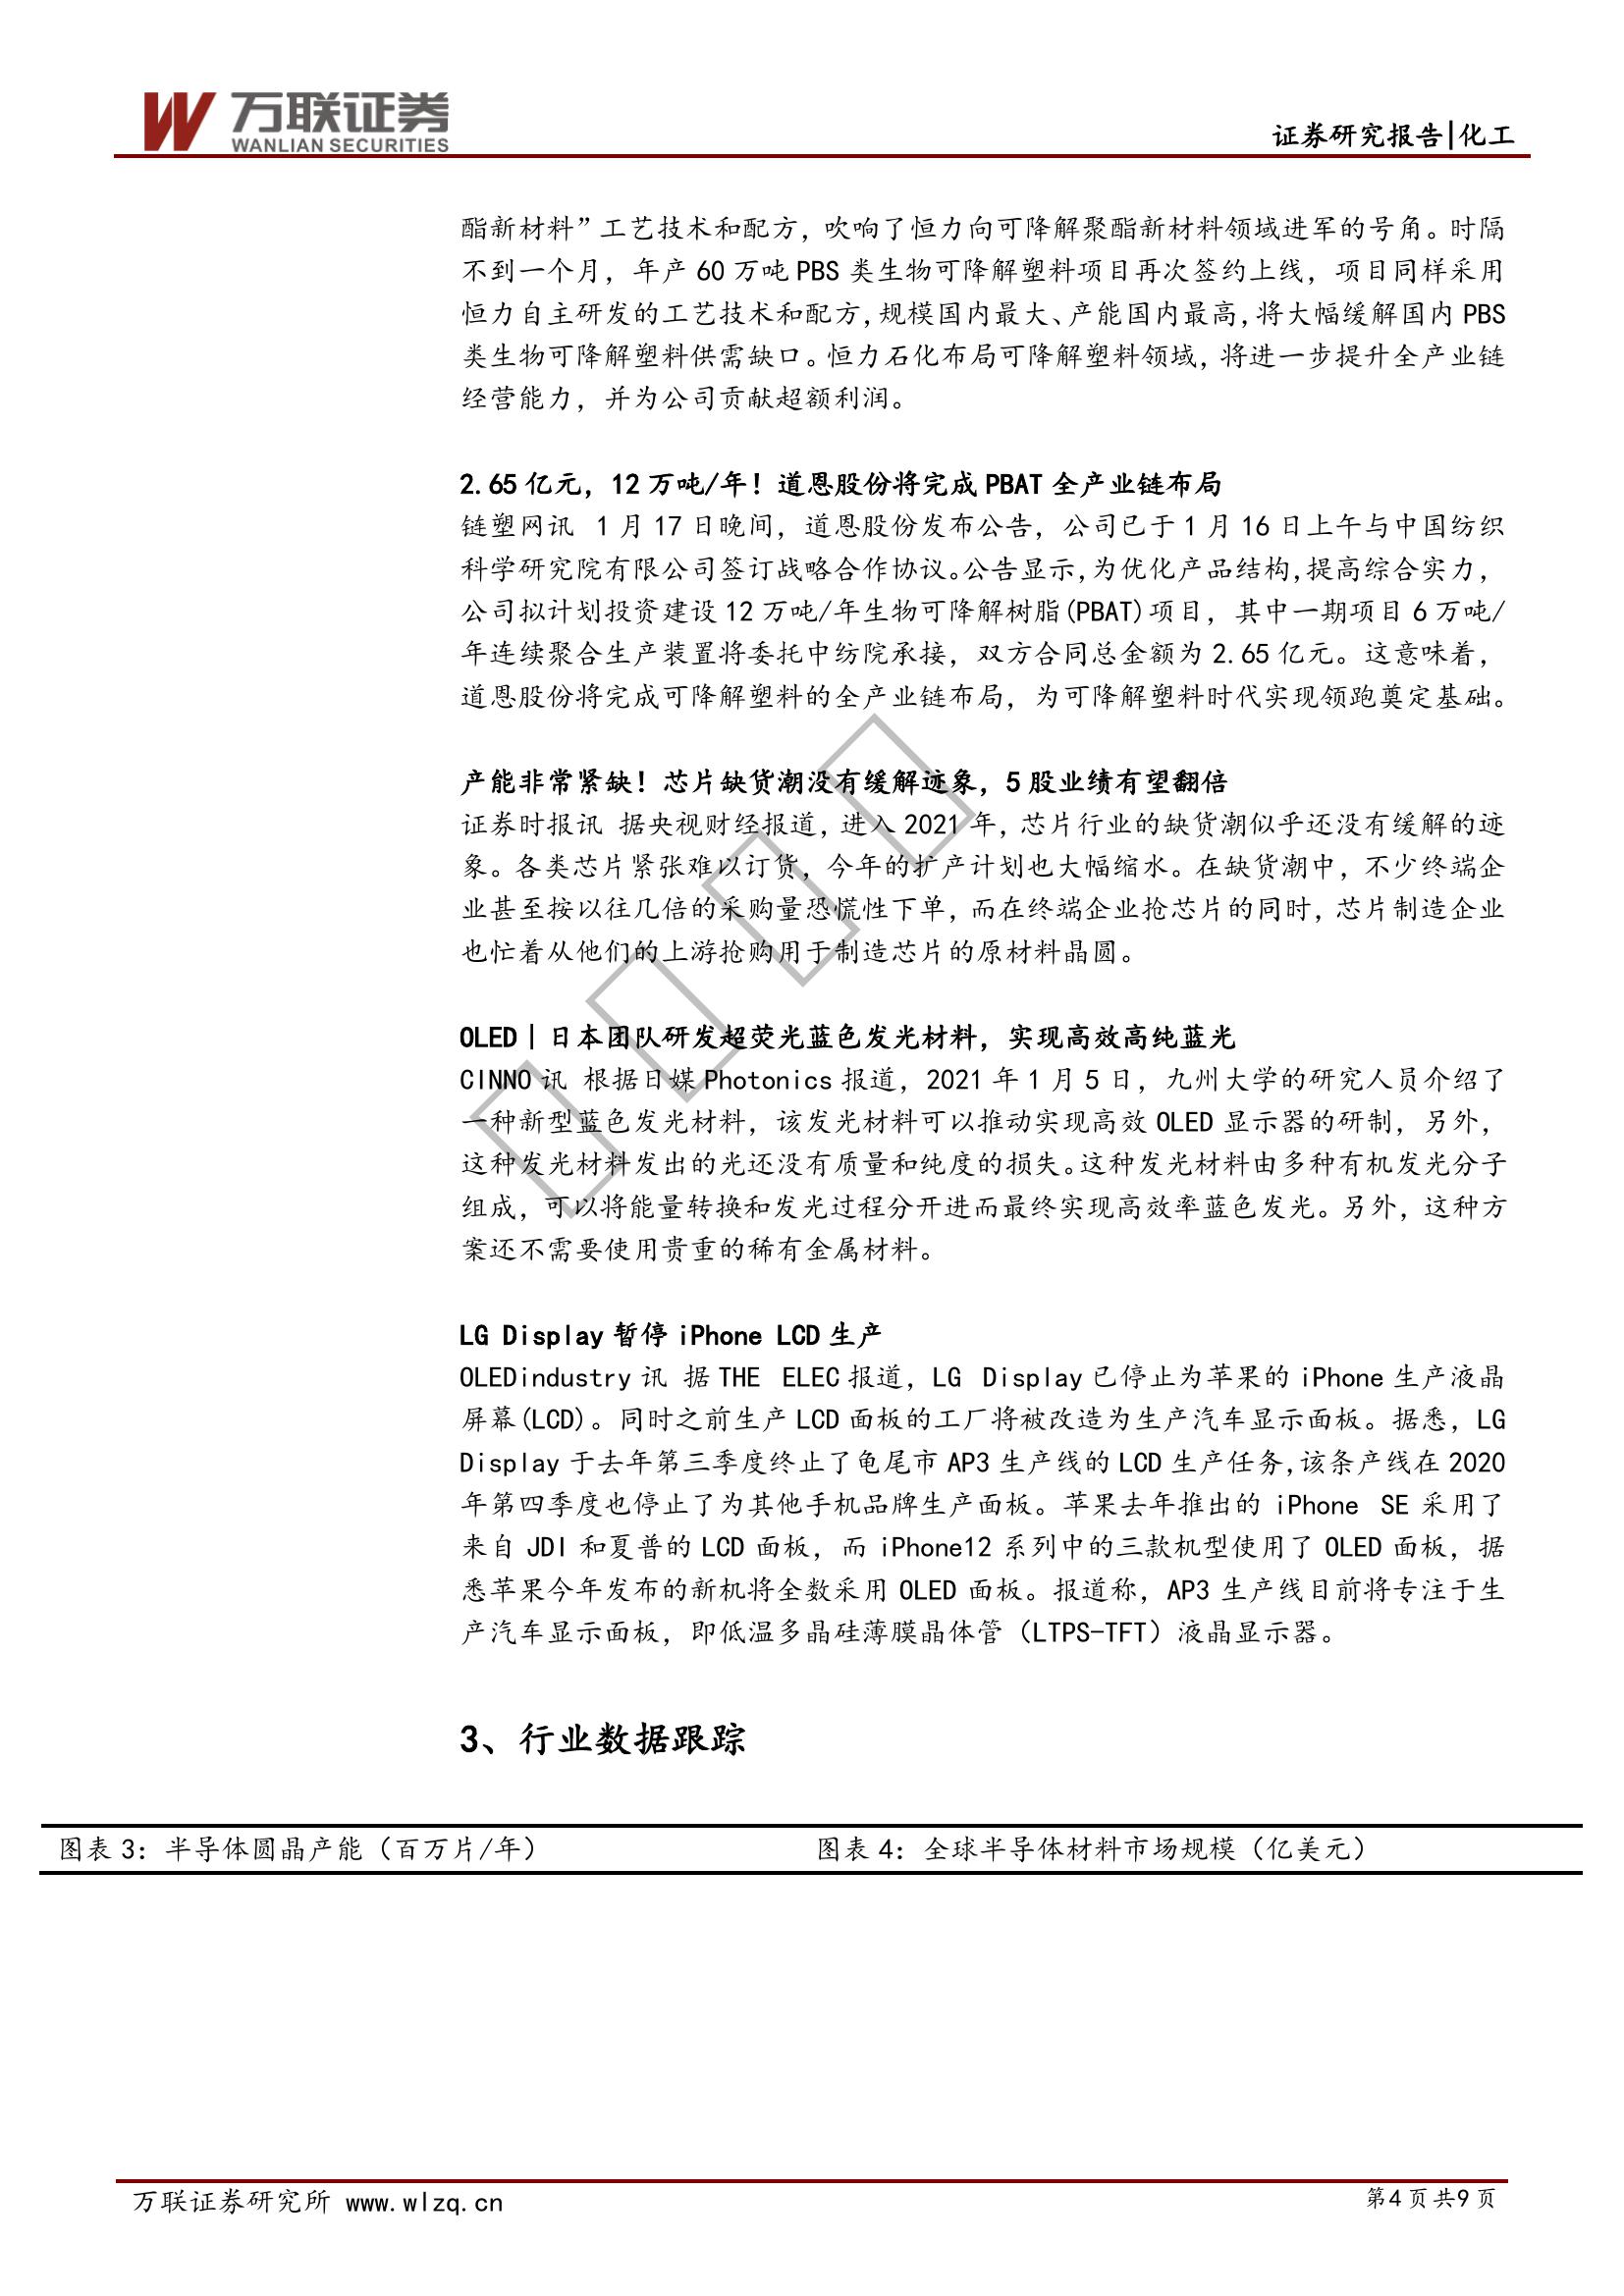 万联证券
WANLIAN SECURITIES
证券研究报告|化工
酯新材料”工艺技术和配方，吹响了恒力向可降解聚酯新材料领域进军的号角。时隔
不到一个月，年产 60 万吨 PBS 类生物可降解塑料项目再次签约上线，项目同样采用
恒力自主研发的工艺技术和配方,规模国内最大、产能国内最高,将大幅缓解国内 PBS
类生物可降解塑料供需缺口。恒力石化布局可降解塑料领域，将进一步提升全产业链
经营能力，并为公司贡献超额利润。
2.65 亿元，12 万吨/年！道恩股份将完成 PBAT 全产业链布局
链塑网讯 1 月 17 日晚间，道恩股份发布公告，公司已于 1 月 16 日上午与中国纺织
科学研究院有限公司签订战略合作协议。公告显示,为优化产品结构,提高综合实力，
公司拟计划投资建设 12 万吨/年生物可降解树脂(PBAT)项目，其中一期项目 6 万吨/
年连续聚合生产装置将委托中纺院承接，双方合同总金额为 2.65 亿元。这意味着，
道恩股份将完成可降解塑料的全产业链布局，为可降解塑料时代实现领跑奠定基础。
产能非常紧缺！芯片缺货潮没有缓解迹象，5 股业绩有望翻倍
证券时报讯 据央视财经报道，进入 2021 年，芯片行业的缺货潮似乎还没有缓解的迹
象。各类芯片紧张难以订货，今年的扩产计划也大幅缩水。在缺货潮中，不少终端企
业甚至按以往几倍的采购量恐慌性下单，而在终端企业抢芯片的同时，芯片制造企业
也忙着从他们的上游抢购用于制造芯片的原材料晶圆。
OLED｜日本团队研发超荧光蓝色发光材料，实现高效高纯蓝光
CINNO 讯 根据日媒 Photonics 报道，2021 年 1 月 5 日，九州大学的研究人员介绍了
一种新型蓝色发光材料，该发光材料可以推动实现高效 OLED 显示器的研制，另外，
这种发光材料发出的光还没有质量和纯度的损失。这种发光材料由多种有机发光分子
组成，可以将能量转换和发光过程分开进而最终实现高效率蓝色发光。另外，这种方
案还不需要使用贵重的稀有金属材料。
LG Display 暂停 iPhone LCD 生产
OLEDindustry 讯 据 THE ELEC 报道，LG Display 已停止为苹果的 iPhone 生产液晶
屏幕(LCD)。同时之前生产 LCD 面板的工厂将被改造为生产汽车显示面板。据悉，LG
Display 于去年第三季度终止了龟尾市 AP3 生产线的 LCD 生产任务,该条产线在 2020
年第四季度也停止了为其他手机品牌生产面板。苹果去年推出的 iPhone SE 采用了
来自 JDI 和夏普的 LCD 面板，而 iPhone12 系列中的三款机型使用了 OLED 面板，据
悉苹果今年发布的新机将全数采用 OLED 面板。报道称，AP3 生产线目前将专注于生
产汽车显示面板，即低温多晶硅薄膜晶体管（LTPS-TFT）液晶显示器。
3、行业数据跟踪
图表 3：半导体圆晶产能（百万片/年）
图表 4：全球半导体材料市场规模（亿美元）
万联证券研究所 www.wlzq.cn
第 4 页 共 9 页